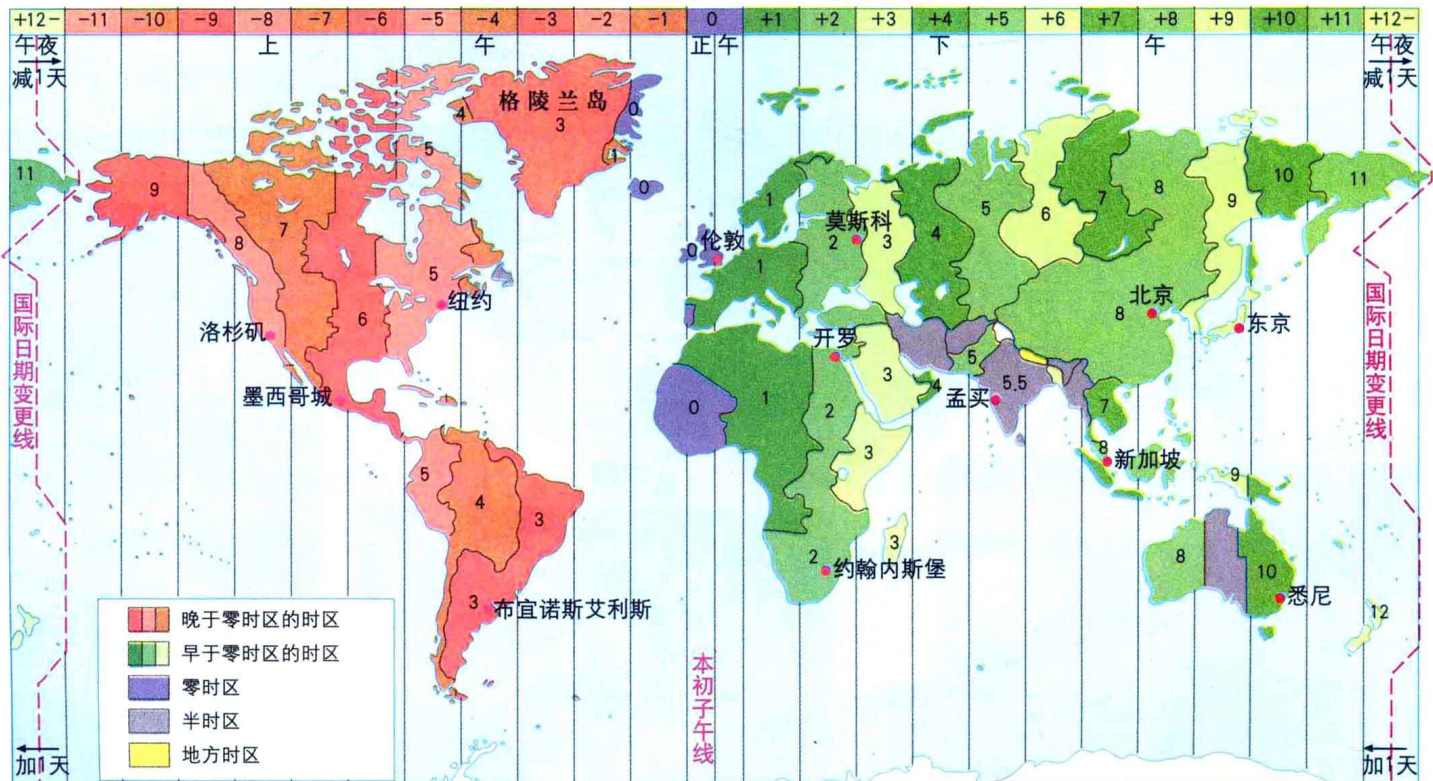 +12− −11 −10 −9 −8 −7 −6 −5 −4 −3 −2 −1 0 +1 +2 +3 +4 +5 +6 +7 +8 +9 +10 +11 +12−
午夜 上 午 正午 下 午 午夜
减1天 减1天
格陵兰岛
4
3
0
1
0
5
11
9
8
7
6
5
纽约
洛杉矶
墨西哥城
5
4
3
3
布宜诺斯艾利斯
0
伦敦
1
1
2
莫斯科
3
4
5
6
7
8
9
10
11
北京
8
东京
开罗
0
1
2
3
3
4
5
5.5
孟买
7
8
新加坡
9
2
约翰内斯堡
3
8
10
悉尼
12
国际日期变更线
国际日期变更线
本初子午线
晚于零时区的时区
早于零时区的时区
零时区
半时区
地方时区
加1天 加1天